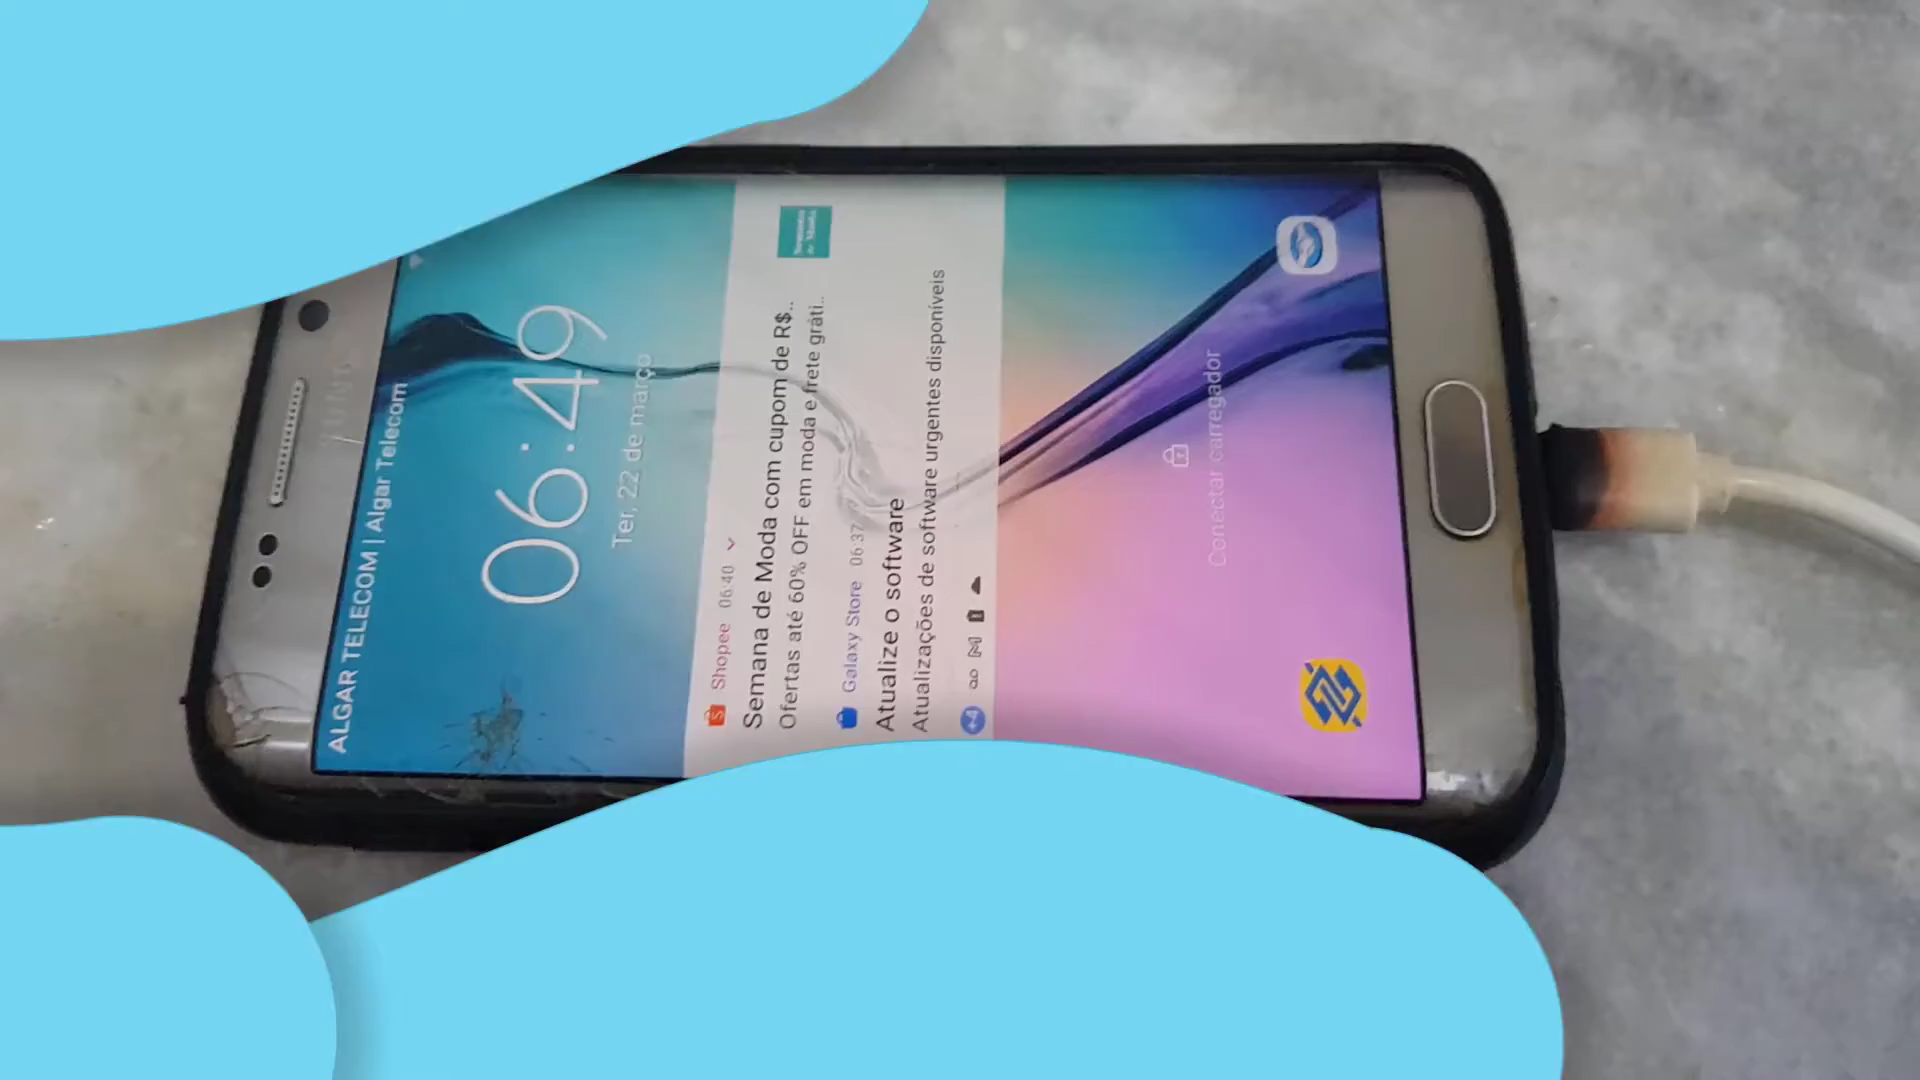 ALGAR TELECOM | Algar Telecom
06:49
Ter, 22 de março
Shopee 06:40
Semana de Moda com cupom de R$..
Ofertas até 60% OFF em moda e frete gráti..
Galaxy Store 06:37
Atualize o software
Atualizações de software urgentes disponíveis
+4
Conectar carregador